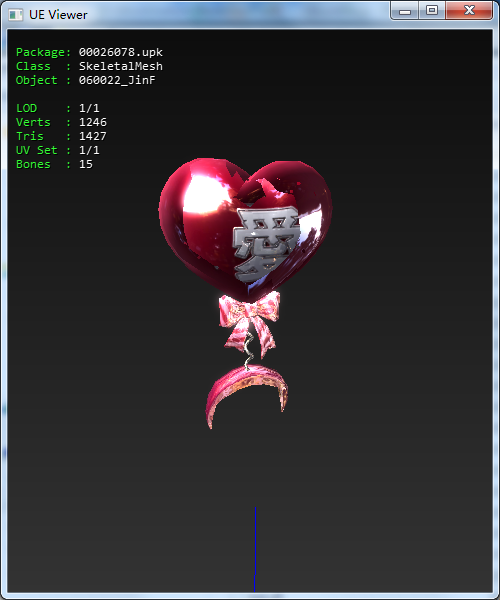 UE Viewer
Package: 00026078.upk
Class : SkeletalMesh
Object : 060022_JinF
LOD : 1/1
Verts : 1246
Tris : 1427
UV Set : 1/1
Bones : 15
愛